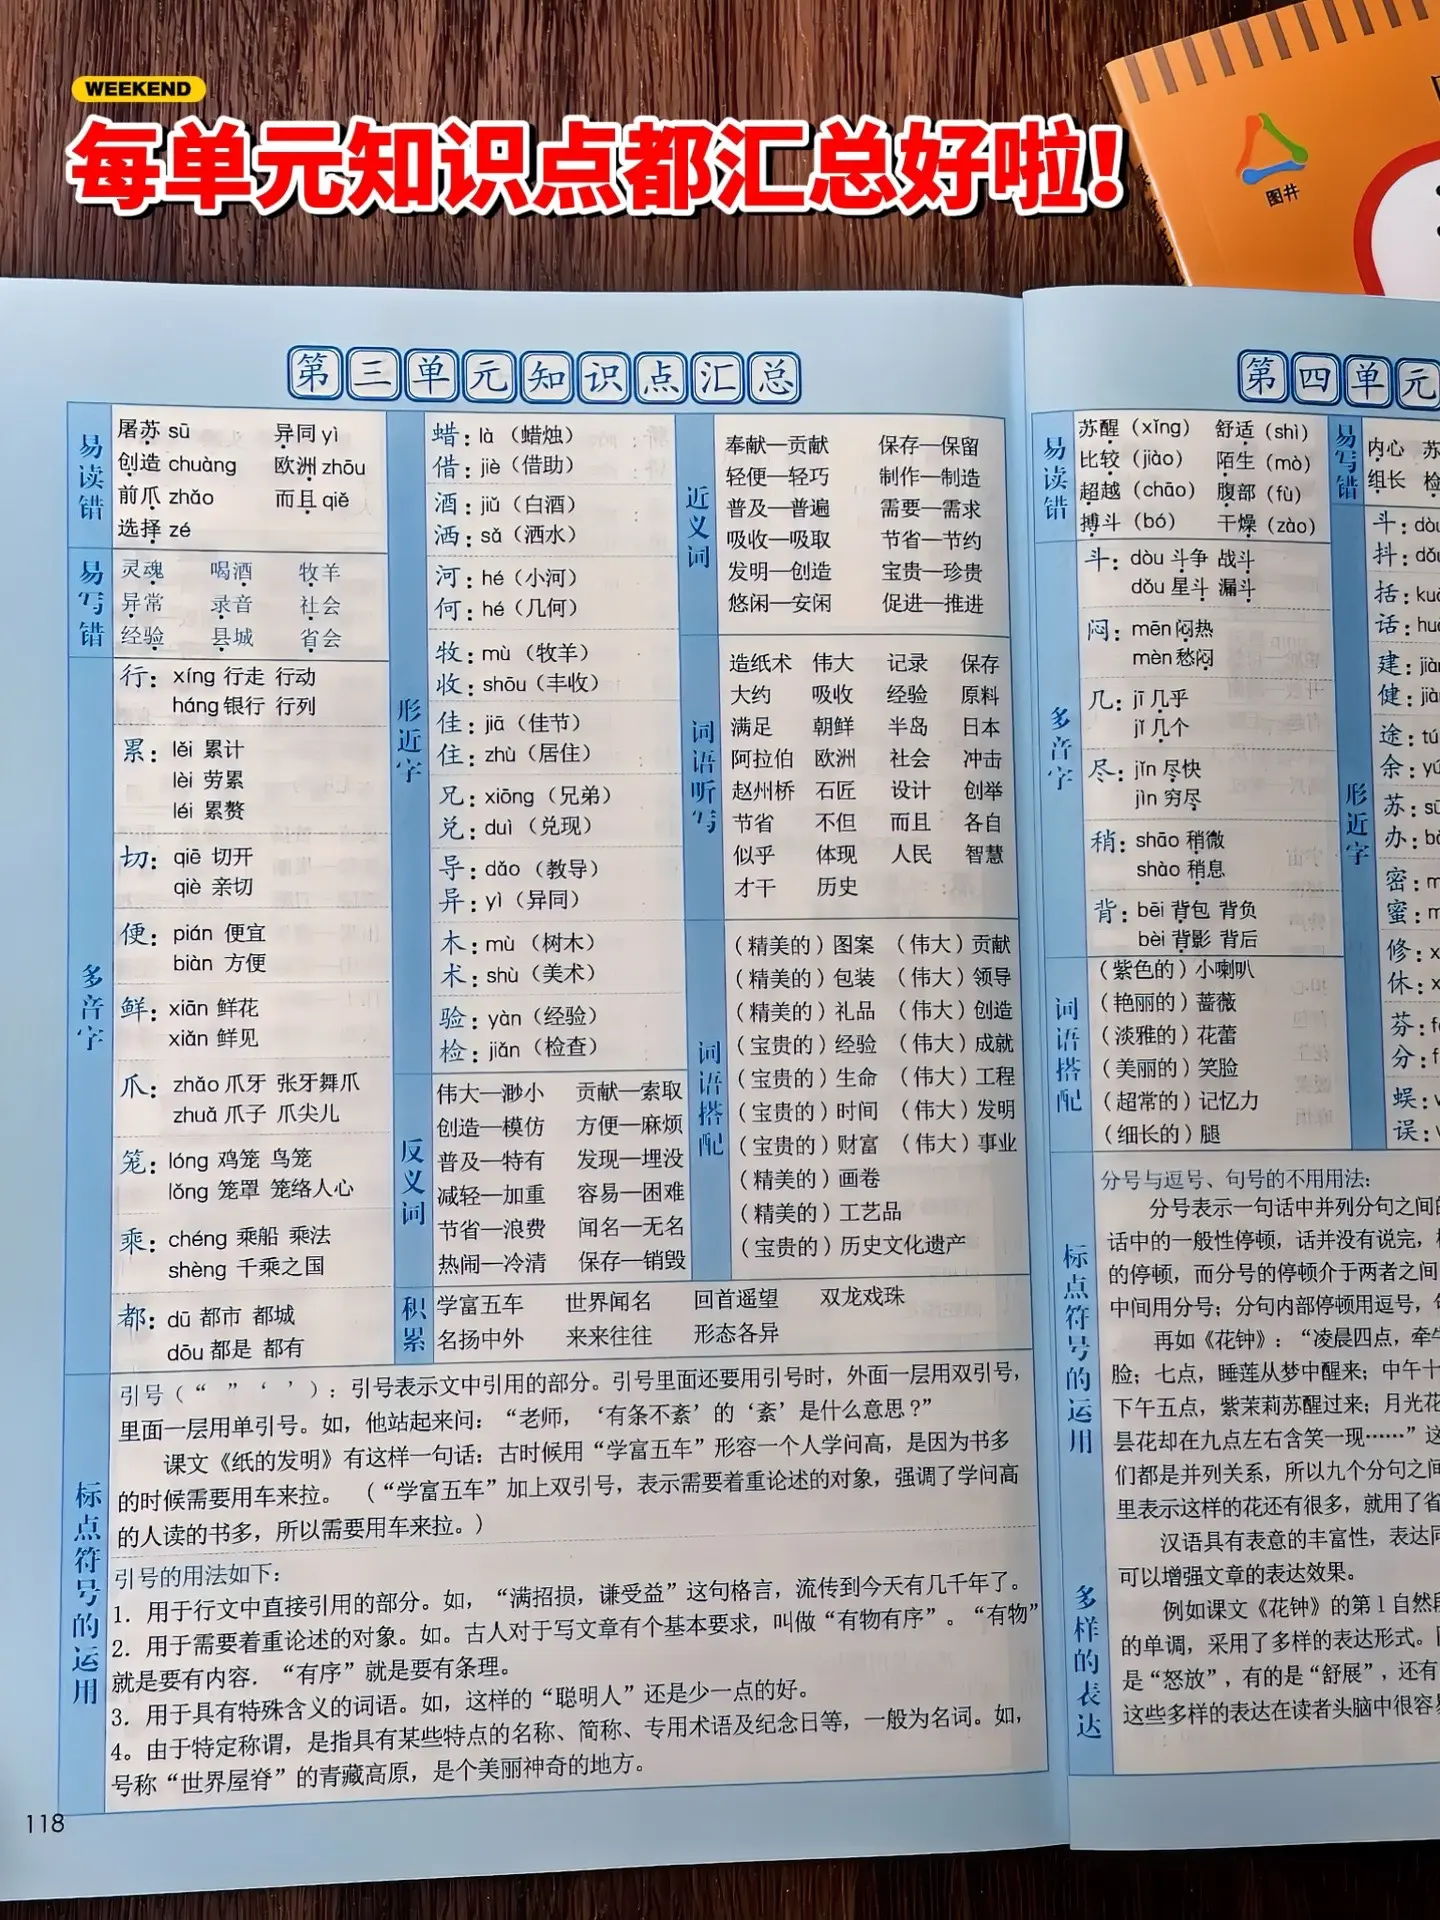 WEEKEND
每单元知识点都汇总好啦！
图井
第三单元知识点汇总
易读错
屠苏 sū 异同 yì
创造 chuàng 欧洲 zhōu
前爪 zhǎo 而且 qiě
选择 zé
易写错
灵魂 喝酒 牧羊
异常 录音 社会
经验 县城 省会
多音字
行：xíng 行走 行动
háng 银行 行列
累：lěi 累计
lèi 劳累
léi 累赘
切：qiē 切开
qiè 亲切
便：pián 便宜
biàn 方便
鲜：xiān 鲜花
xiǎn 鲜见
爪：zhǎo 爪牙 张牙舞爪
zhuǎ 爪子 爪尖儿
笼：lóng 鸡笼 鸟笼
lǒng 笼罩 笼络人心
乘：chéng 乘船 乘法
shèng 千乘之国
都：dū 都市 都城
dōu 都是 都有
形近字
蜡：là（蜡烛）
借：jiè（借助）
酒：jiǔ（白酒）
洒：sǎ（洒水）
河：hé（小河）
何：hé（几何）
牧：mù（牧羊）
收：shōu（丰收）
佳：jiā（佳节）
住：zhù（居住）
兄：xiōng（兄弟）
兑：duì（兑现）
导：dǎo（教导）
异：yì（异同）
木：mù（树木）
术：shù（美术）
验：yàn（经验）
检：jiǎn（检查）
反义词
伟大—渺小 贡献—索取
创造—模仿 方便—麻烦
普及—特有 发现—埋没
减轻—加重 容易—困难
节省—浪费 闻名—无名
热闹—冷清 保存—销毁
近义词
奉献—贡献 保存—保留
轻便—轻巧 制作—制造
普及—普遍 需要—需求
吸收—吸取 节省—节约
发明—创造 宝贵—珍贵
悠闲—安闲 促进—推进
词语听写
造纸术 伟大 记录 保存
大约 吸收 经验 原料
满足 朝鲜 半岛 日本
阿拉伯 欧洲 社会 冲击
赵州桥 石匠 设计 创举
节省 不但 而且 各自
似乎 体现 人民 智慧
才干 历史
词语搭配
（精美的）图案 （伟大）贡献
（精美的）包装 （伟大）领导
（精美的）礼品 （伟大）创造
（宝贵的）经验 （伟大）成就
（宝贵的）生命 （伟大）工程
（宝贵的）时间 （伟大）发明
（宝贵的）财富 （伟大）事业
（精美的）画卷
（精美的）工艺品
（宝贵的）历史文化遗产
积累
学富五车 世界闻名 回首遥望 双龙戏珠
名扬中外 来来往往 形态各异
标点符号的运用
引号（“ ”‘ ’）：引号表示文中引用的部分。引号里面还要用引号时，外面一层用双引号，
里面一层用单引号。如，他站起来问：“老师，‘有条不紊’的‘紊’是什么意思？”
课文《纸的发明》有这样一句话：古时候用“学富五车”形容一个人学问高，是因为书多
的时候需要用车来拉。（“学富五车”加上双引号，表示需要着重论述的对象，强调了学问高
的人读的书多，所以需要用车来拉。）
引号的用法如下：
1．用于行文中直接引用的部分。如，“满招损，谦受益”这句格言，流传到今天有几千年了。
2．用于需要着重论述的对象。如。古人对于写文章有个基本要求，叫做“有物有序”。“有物”
就是要有内容．“有序”就是要有条理。
3．用于具有特殊含义的词语。如，这样的“聪明人”还是少一点的好。
4。由于特定称谓，是指具有某些特点的名称、简称、专用术语及纪念日等，一般为名词。如，
号称“世界屋脊”的青藏高原，是个美丽神奇的地方。
118
第四单元
易读错
苏醒（xǐng） 舒适（shì）
比较（jiào） 陌生（mò）
超越（chāo） 腹部（fù）
搏斗（bó） 干燥（zào）
多音字
斗：dòu 斗争 战斗
dǒu 星斗 漏斗
闷：mēn 闷热
mèn 愁闷
几：jī 几乎
jǐ 几个
尽：jǐn 尽快
jìn 穷尽
稍：shāo 稍微
shào 稍息
背：bēi 背包 背负
bèi 背影 背后
词语搭配
（紫色的）小喇叭
（艳丽的）蔷薇
（淡雅的）花蕾
（美丽的）笑脸
（超常的）记忆力
（细长的）腿
易写错
内心 苏
组长 检
形近字
斗：dòu
抖：dǒu
括：kuò
话：huà
建：jiàn
健：jiàn
途：tú
余：yú
苏：sū
办：bà
密：m
蜜：m
修：x
休：x
芬：f
分：f
蜈：
误：
标点符号的运用
分号与逗号、句号的不用用法：
分号表示一句话中并列分句之间的
话中的一般性停顿，话并没有说完，
的停顿，而分号的停顿介于两者之间
中间用分号；分句内部停顿用逗号，
再如《花钟》：“凌晨四点，牵牛
脸；七点，睡莲从梦中醒来；中午十
下午五点，紫茉莉苏醒过来；月光花
昙花却在九点左右含笑一现……”这
们都是并列关系，所以九个分句之间
里表示这样的花还有很多，就用了省
多样的表达
汉语具有表意的丰富性，表达同
可以增强文章的表达效果。
例如课文《花钟》的第1自然段
的单调，采用了多样的表达形式。同
是“怒放”，有的是“舒展”，还有
这些多样的表达在读者头脑中很容易